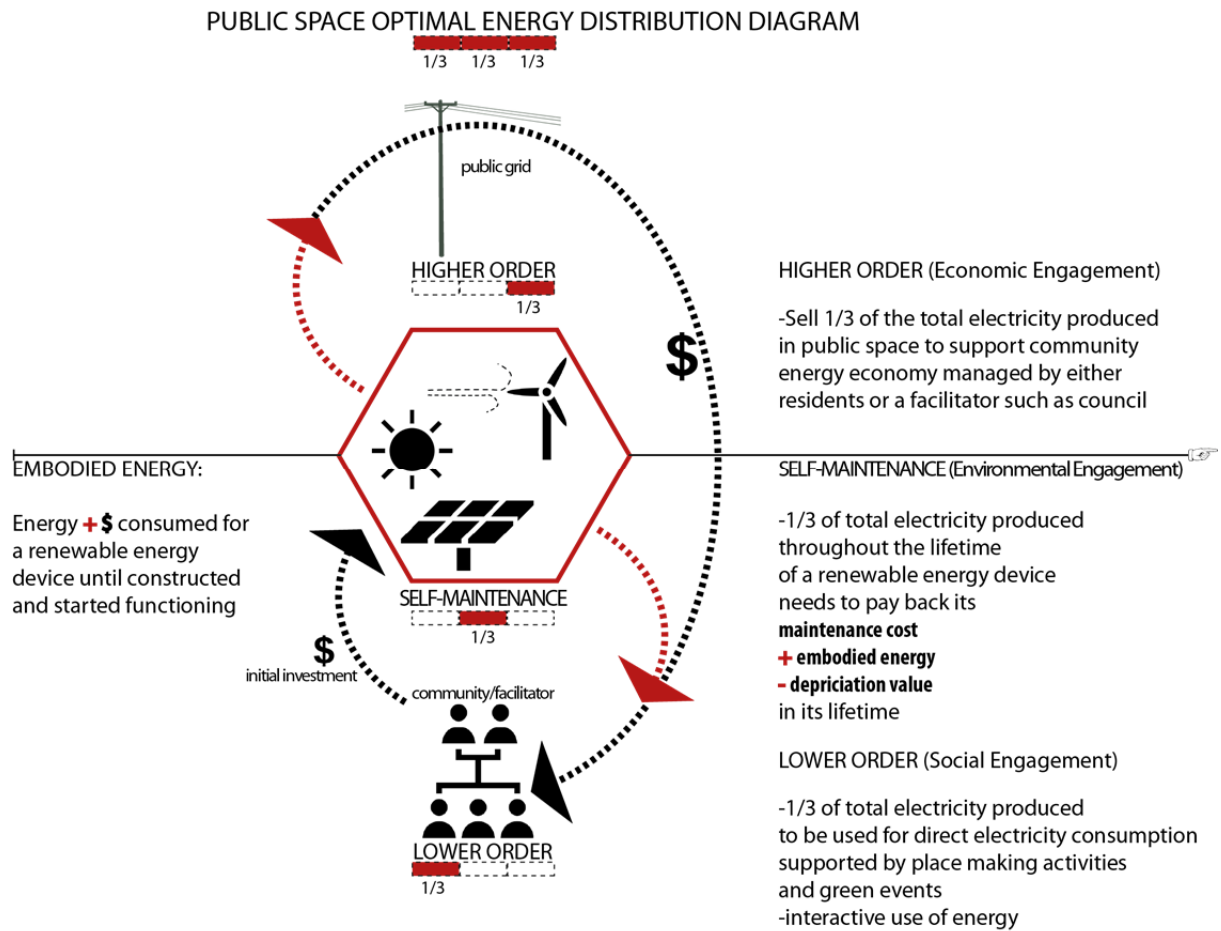 PUBLIC SPACE OPTIMAL ENERGY DISTRIBUTION DIAGRAM
1/3 1/3 1/3
public grid
HIGHER ORDER
1/3
$
HIGHER ORDER (Economic Engagement)
-Sell 1/3 of the total electricity produced
in public space to support community
energy economy managed by either
residents or a facilitator such as council
EMBODIED ENERGY:
Energy + $ consumed for
a renewable energy
device until constructed
and started functioning
SELF-MAINTENANCE (Environmental Engagement)
-1/3 of total electricity produced
throughout the lifetime
of a renewable energy device
needs to pay back its
maintenance cost
+ embodied energy
- depriciation value
in its lifetime
SELF-MAINTENANCE
1/3
$
initial investment
community/facilitator
LOWER ORDER
1/3
LOWER ORDER (Social Engagement)
-1/3 of total electricity produced
to be used for direct electricity consumption
supported by place making activities
and green events
-interactive use of energy